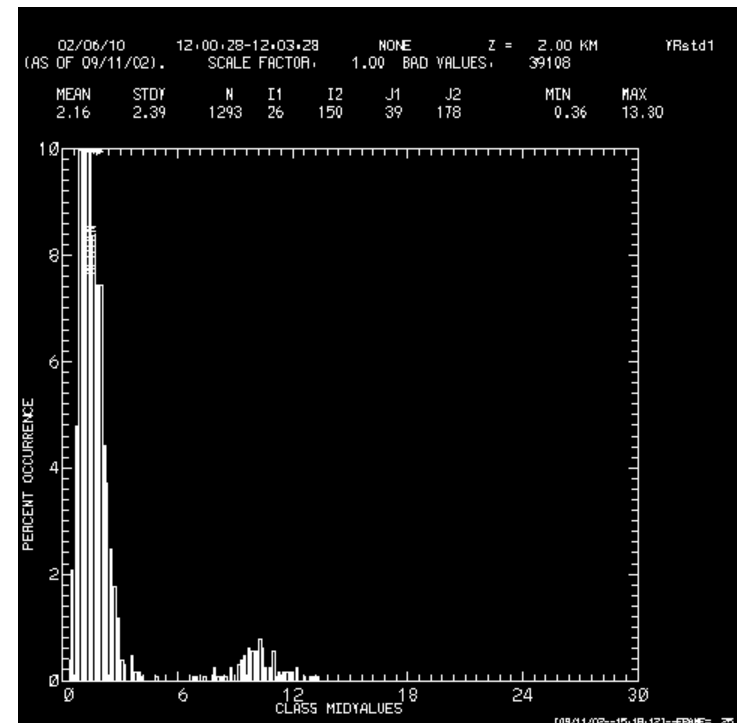 02/06/10 12:00:28-12:03:28 NONE Z = 2.00 KM YRstd1
(AS OF 09/11/02). SCALE FACTOR: 1.00 BAD VALUES: 39108
MEAN STDV N I1 I2 J1 J2 MIN MAX
2.16 2.39 1293 26 150 39 178 0.36 13.30
10
8
6
4
2
0
PERCENT OCCURRENCE
MEDIAN
0 6 12 18 24 30
CLASS MIDVALUES